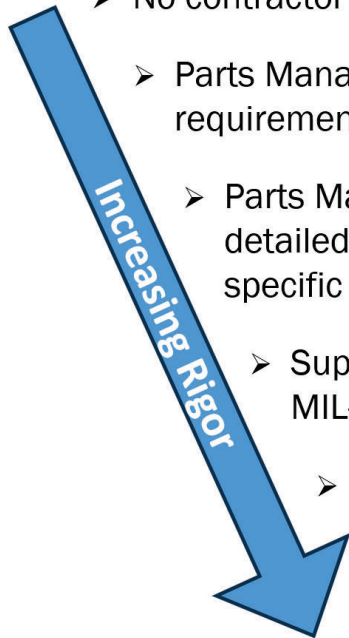 No contractor
Parts Mana
requiremen
Increasing Rigor
Parts Ma
detailed
specific
Sup
MIL-